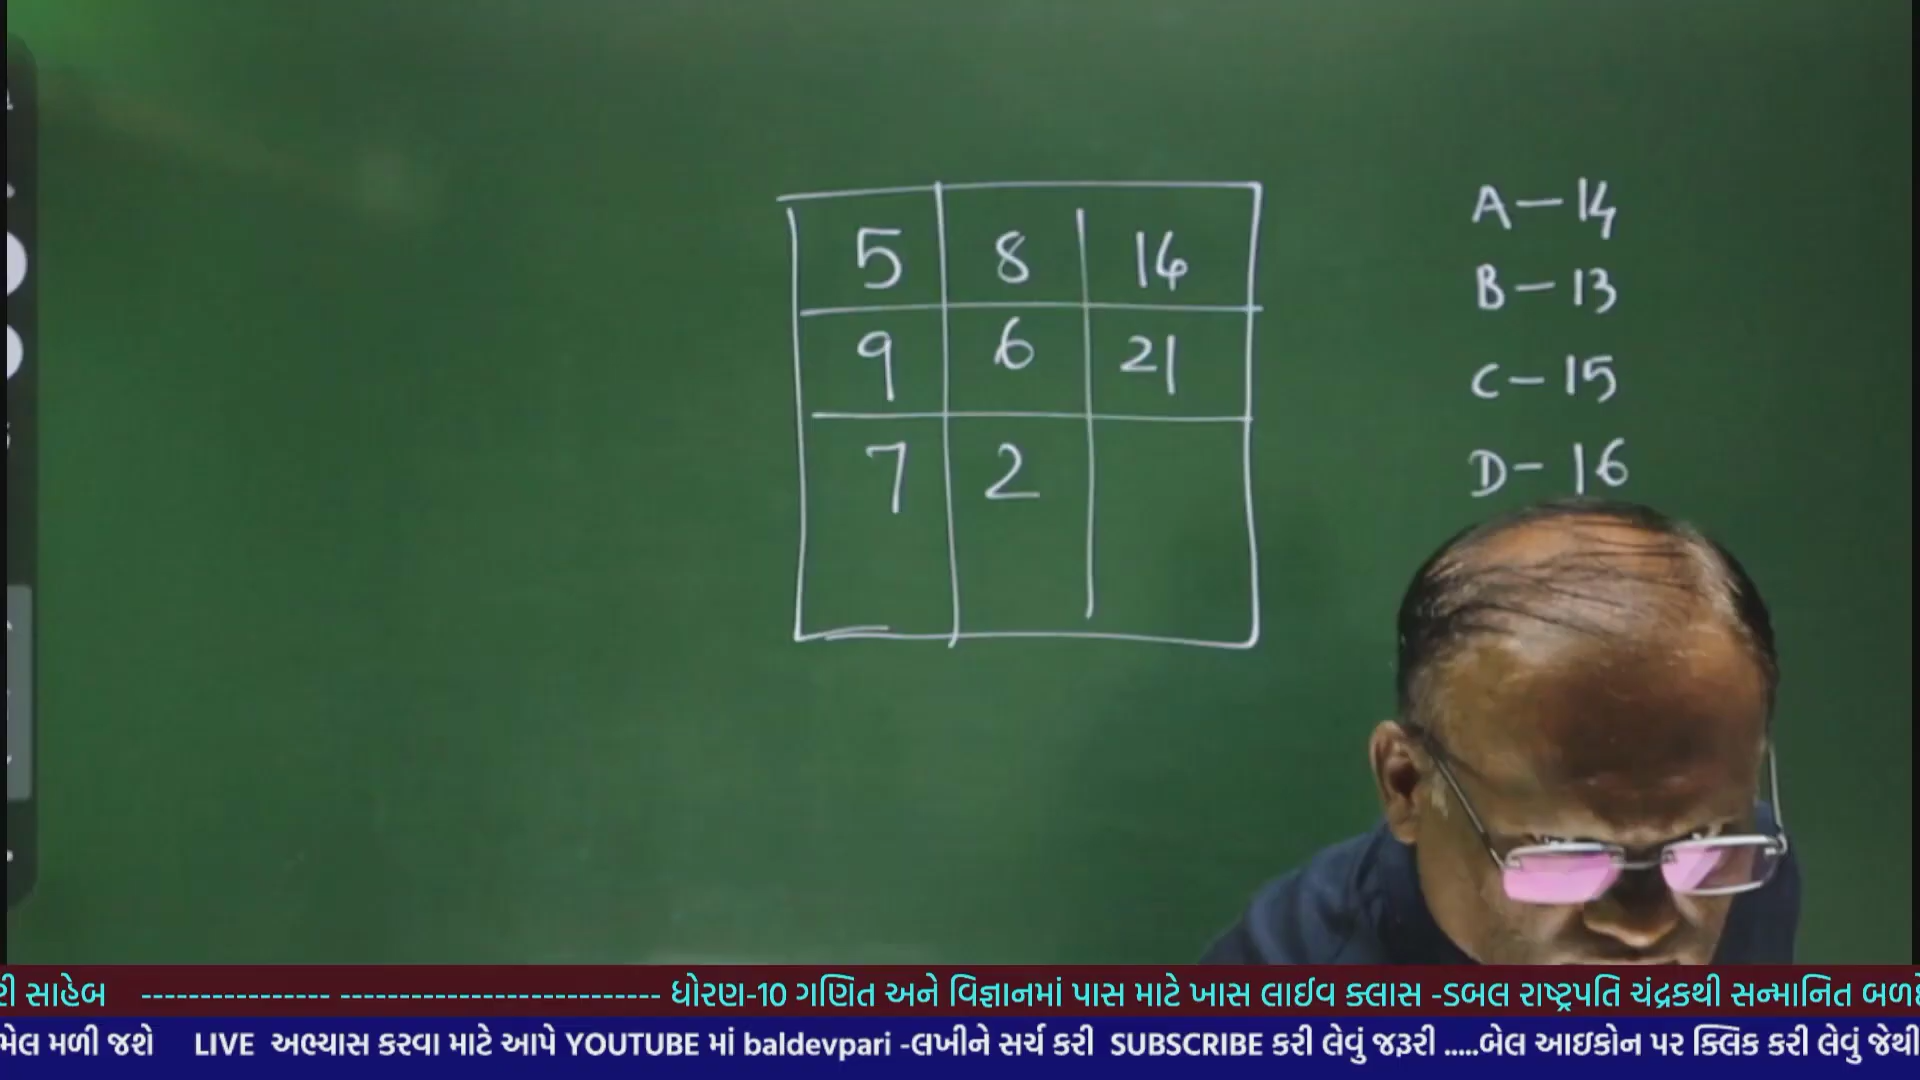 5 8 14
9 6 21
7 2
A – 14
B – 13
C – 15
D – 16
સાહેબ ---------------- --------------------------- ધોરણ-10 ગણિત અને વિજ્ઞાનમાં પાસ માટે ખાસ લાઈવ ક્લાસ -ડબલ રાષ્ટ્રપતિ ચંદ્રકથી સન્માનિત
મળી જશે LIVE અભ્યાસ કરવા માટે આપે YOUTUBE માં baldevpari -લખીને સર્ચ કરી SUBSCRIBE કરી લેવું જરૂરી .....બેલ આઇકોન પર ક્લિક કરી લેવું જેથી